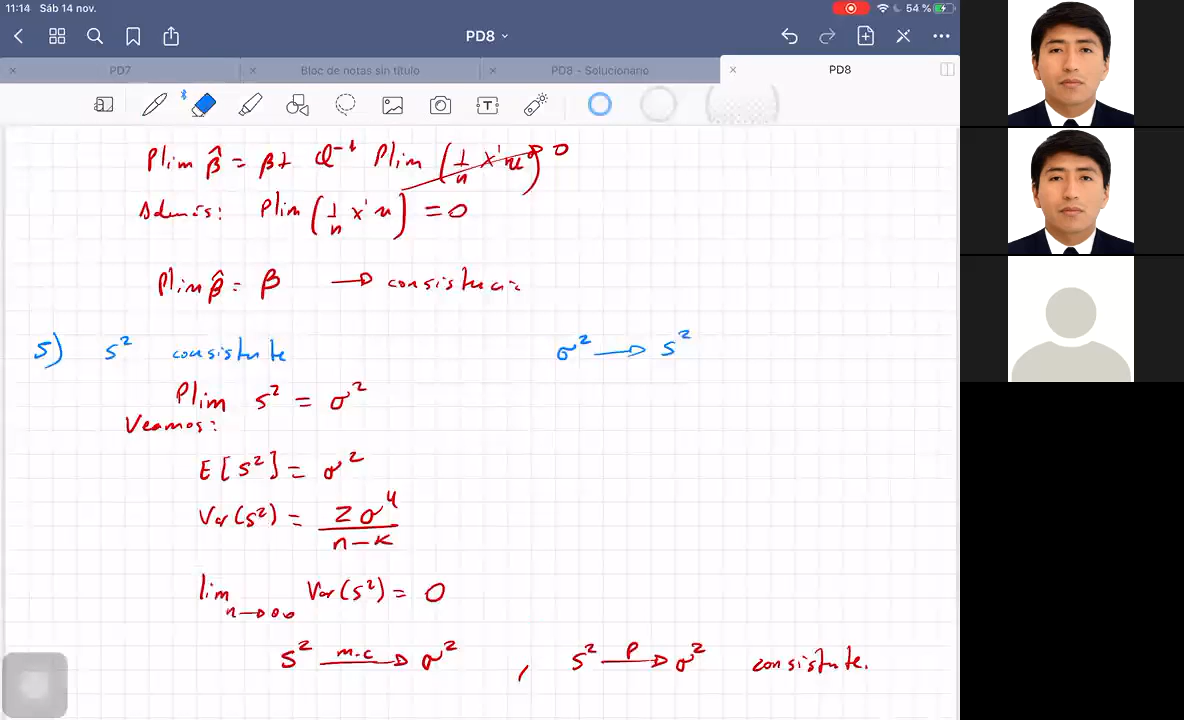 11:14 Sáb 14 nov. 54 %
PD8
PD7 Bloc de notas sin título PD8 - Solucionario PD8
Plim β̂ = β + Q⁻¹ Plim (1/n x'u) 0
Además: Plim (1/n x'u) = 0
Plim β̂ = β → consistencia
5) s² consistente σ² → s²
Plim s² = σ²
Veamos:
E[s²] = σ²
Var(s²) = 2σ⁴/n-k
lim n→∞ Var(s²) = 0
s² m.c→ σ² , s² p→ σ² consistente.